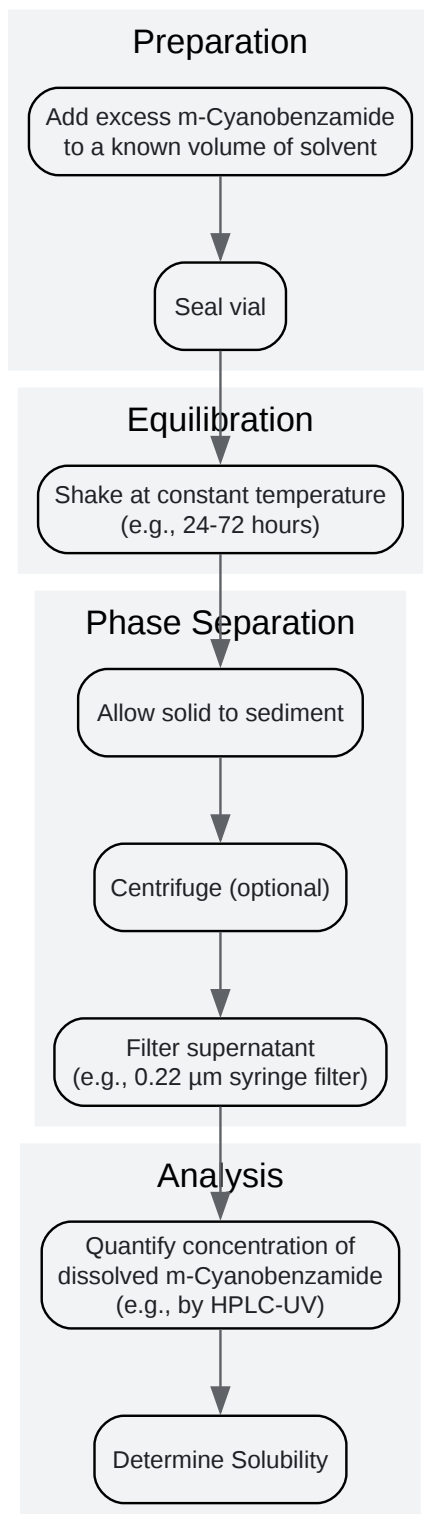 Preparation
Add excess m-Cyanobenzamide
to a known volume of solvent
Seal vial
Equilibration
Shake at constant temperature
(e.g., 24-72 hours)
Phase Separation
Allow solid to sediment
Centrifuge (optional)
Filter supernatant
(e.g., 0.22 µm syringe filter)
Analysis
Quantify concentration of
dissolved m-Cyanobenzamide
(e.g., by HPLC-UV)
Determine Solubility